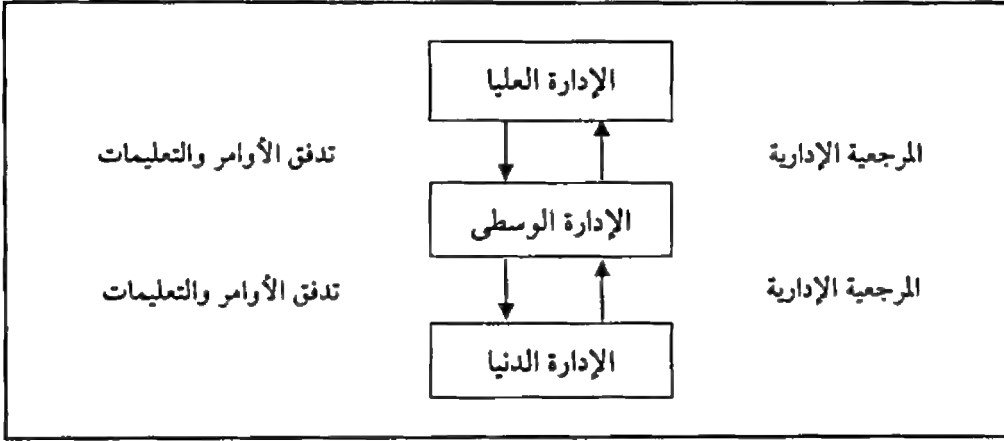 الإدارة العليا
المرجعية الإدارية
تدفق الأوامر والتعليمات
الإدارة الوسطى
المرجعية الإدارية
تدفق الأوامر والتعليمات
الإدارة الدنيا